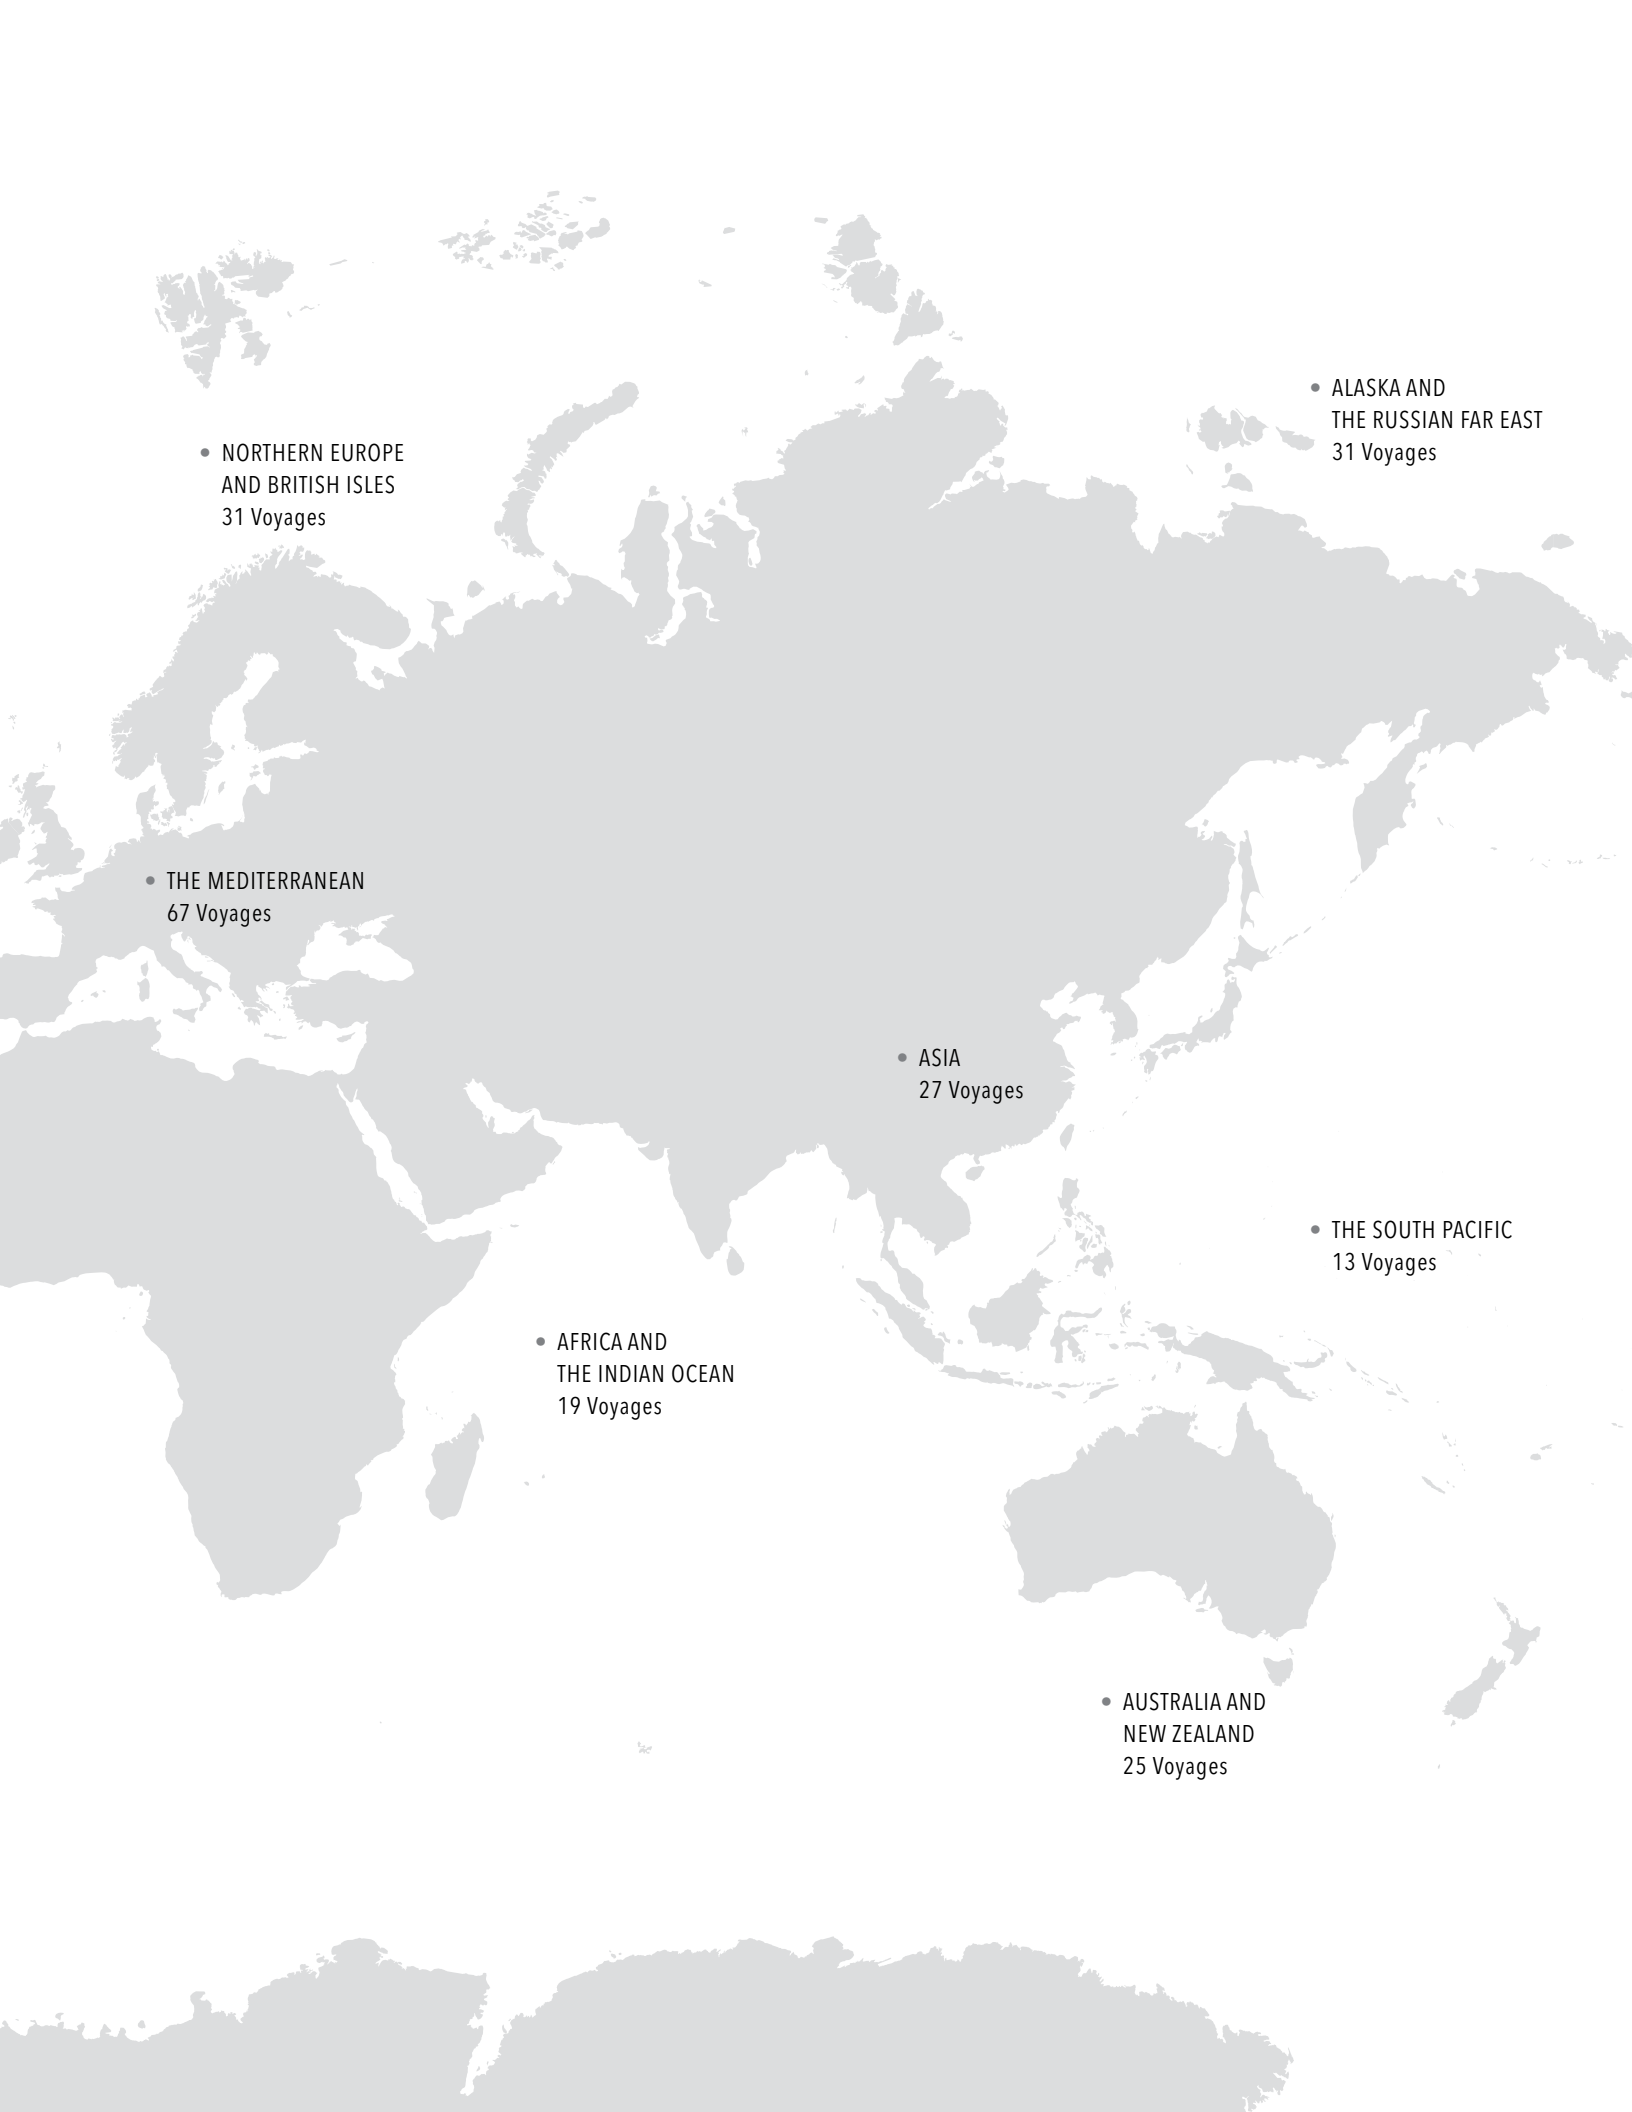 ALASKA AND
THE RUSSIAN FAR EAST
31 Voyages
NORTHERN EUROPE
AND BRITISH ISLES
31 Voyages
THE MEDITERRANEAN
67 Voyages
ASIA
27 Voyages
THE SOUTH PACIFIC
13 Voyages
AFRICA AND
THE INDIAN OCEAN
19 Voyages
AUSTRALIA AND
NEW ZEALAND
25 Voyages